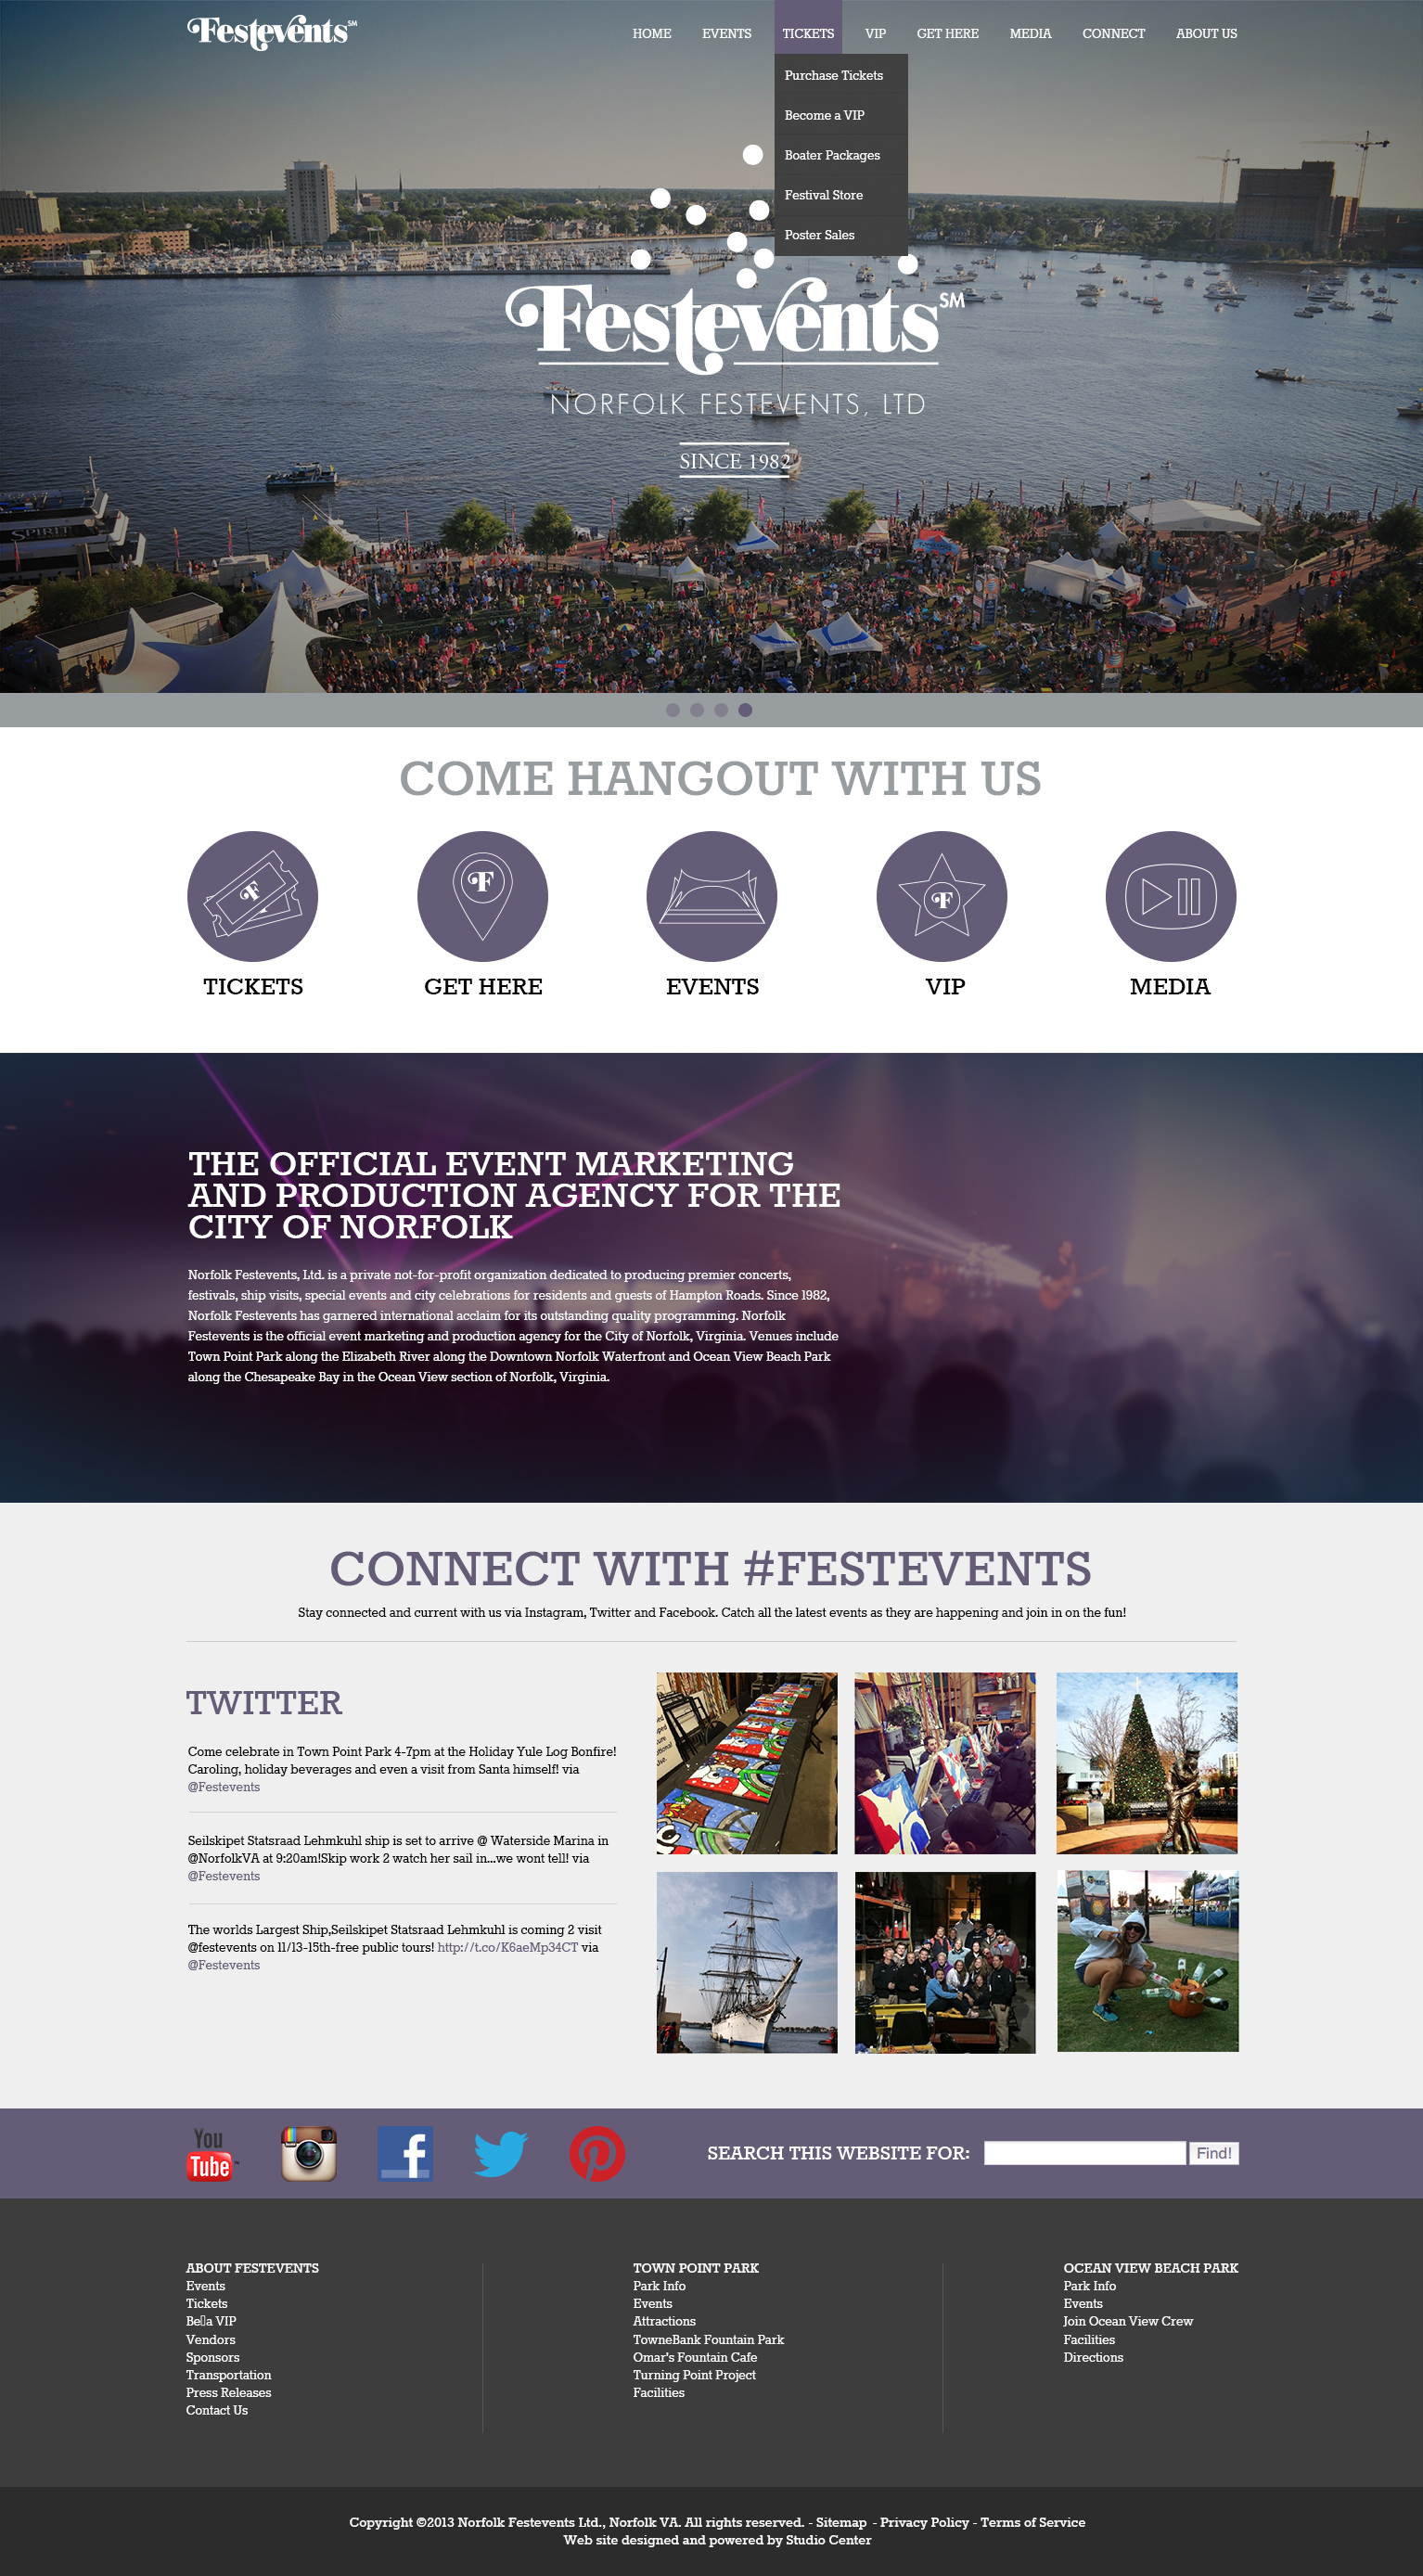 Festevents SM
HOME EVENTS TICKETS VIP GET HERE MEDIA CONNECT ABOUT US
Purchase Tickets
Become a VIP
Boater Packages
Festival Store
Poster Sales
Festevents SM
NORFOLK FESTEVENTS, LTD
SINCE 1982
SPIRIT
COME HANGOUT WITH US
F
F
F
TICKETS GET HERE EVENTS VIP MEDIA
THE OFFICIAL EVENT MARKETING
AND PRODUCTION AGENCY FOR THE
CITY OF NORFOLK
Norfolk Festevents, Ltd. is a private not-for-profit organization dedicated to producing premier concerts,
festivals, ship visits, special events and city celebrations for residents and guests of Hampton Roads. Since 1982,
Norfolk Festevents has garnered international acclaim for its outstanding quality programming. Norfolk
Festevents is the official event marketing and production agency for the City of Norfolk, Virginia. Venues include
Town Point Park along the Elizabeth River along the Downtown Norfolk Waterfront and Ocean View Beach Park
along the Chesapeake Bay in the Ocean View section of Norfolk, Virginia.
CONNECT WITH #FESTEVENTS
Stay connected and current with us via Instagram, Twitter and Facebook. Catch all the latest events as they are happening and join in on the fun!
TWITTER
Come celebrate in Town Point Park 4-7pm at the Holiday Yule Log Bonfire!
Caroling, holiday beverages and even a visit from Santa himself! via
@Festevents
Seilskipet Statsraad Lehmkuhl ship is set to arrive @ Waterside Marina in
@NorfolkVA at 9:20am!Skip work 2 watch her sail in...we wont tell! via
@Festevents
The worlds Largest Ship,Seilskipet Statsraad Lehmkuhl is coming 2 visit
@festevents on 11/13-15th-free public tours! http://t.co/K6aeMp34CT via
@Festevents
You
Tube
SEARCH THIS WEBSITE FOR: Find!
ABOUT FESTEVENTS
Events
Tickets
Be▯a VIP
Vendors
Sponsors
Transportation
Press Releases
Contact Us
TOWN POINT PARK
Park Info
Events
Attractions
TowneBank Fountain Park
Omar's Fountain Cafe
Turning Point Project
Facilities
OCEAN VIEW BEACH PARK
Park Info
Events
Join Ocean View Crew
Facilities
Directions
Copyright ©2013 Norfolk Festevents Ltd., Norfolk VA. All rights reserved. - Sitemap - Privacy Policy - Terms of Service
Web site designed and powered by Studio Center